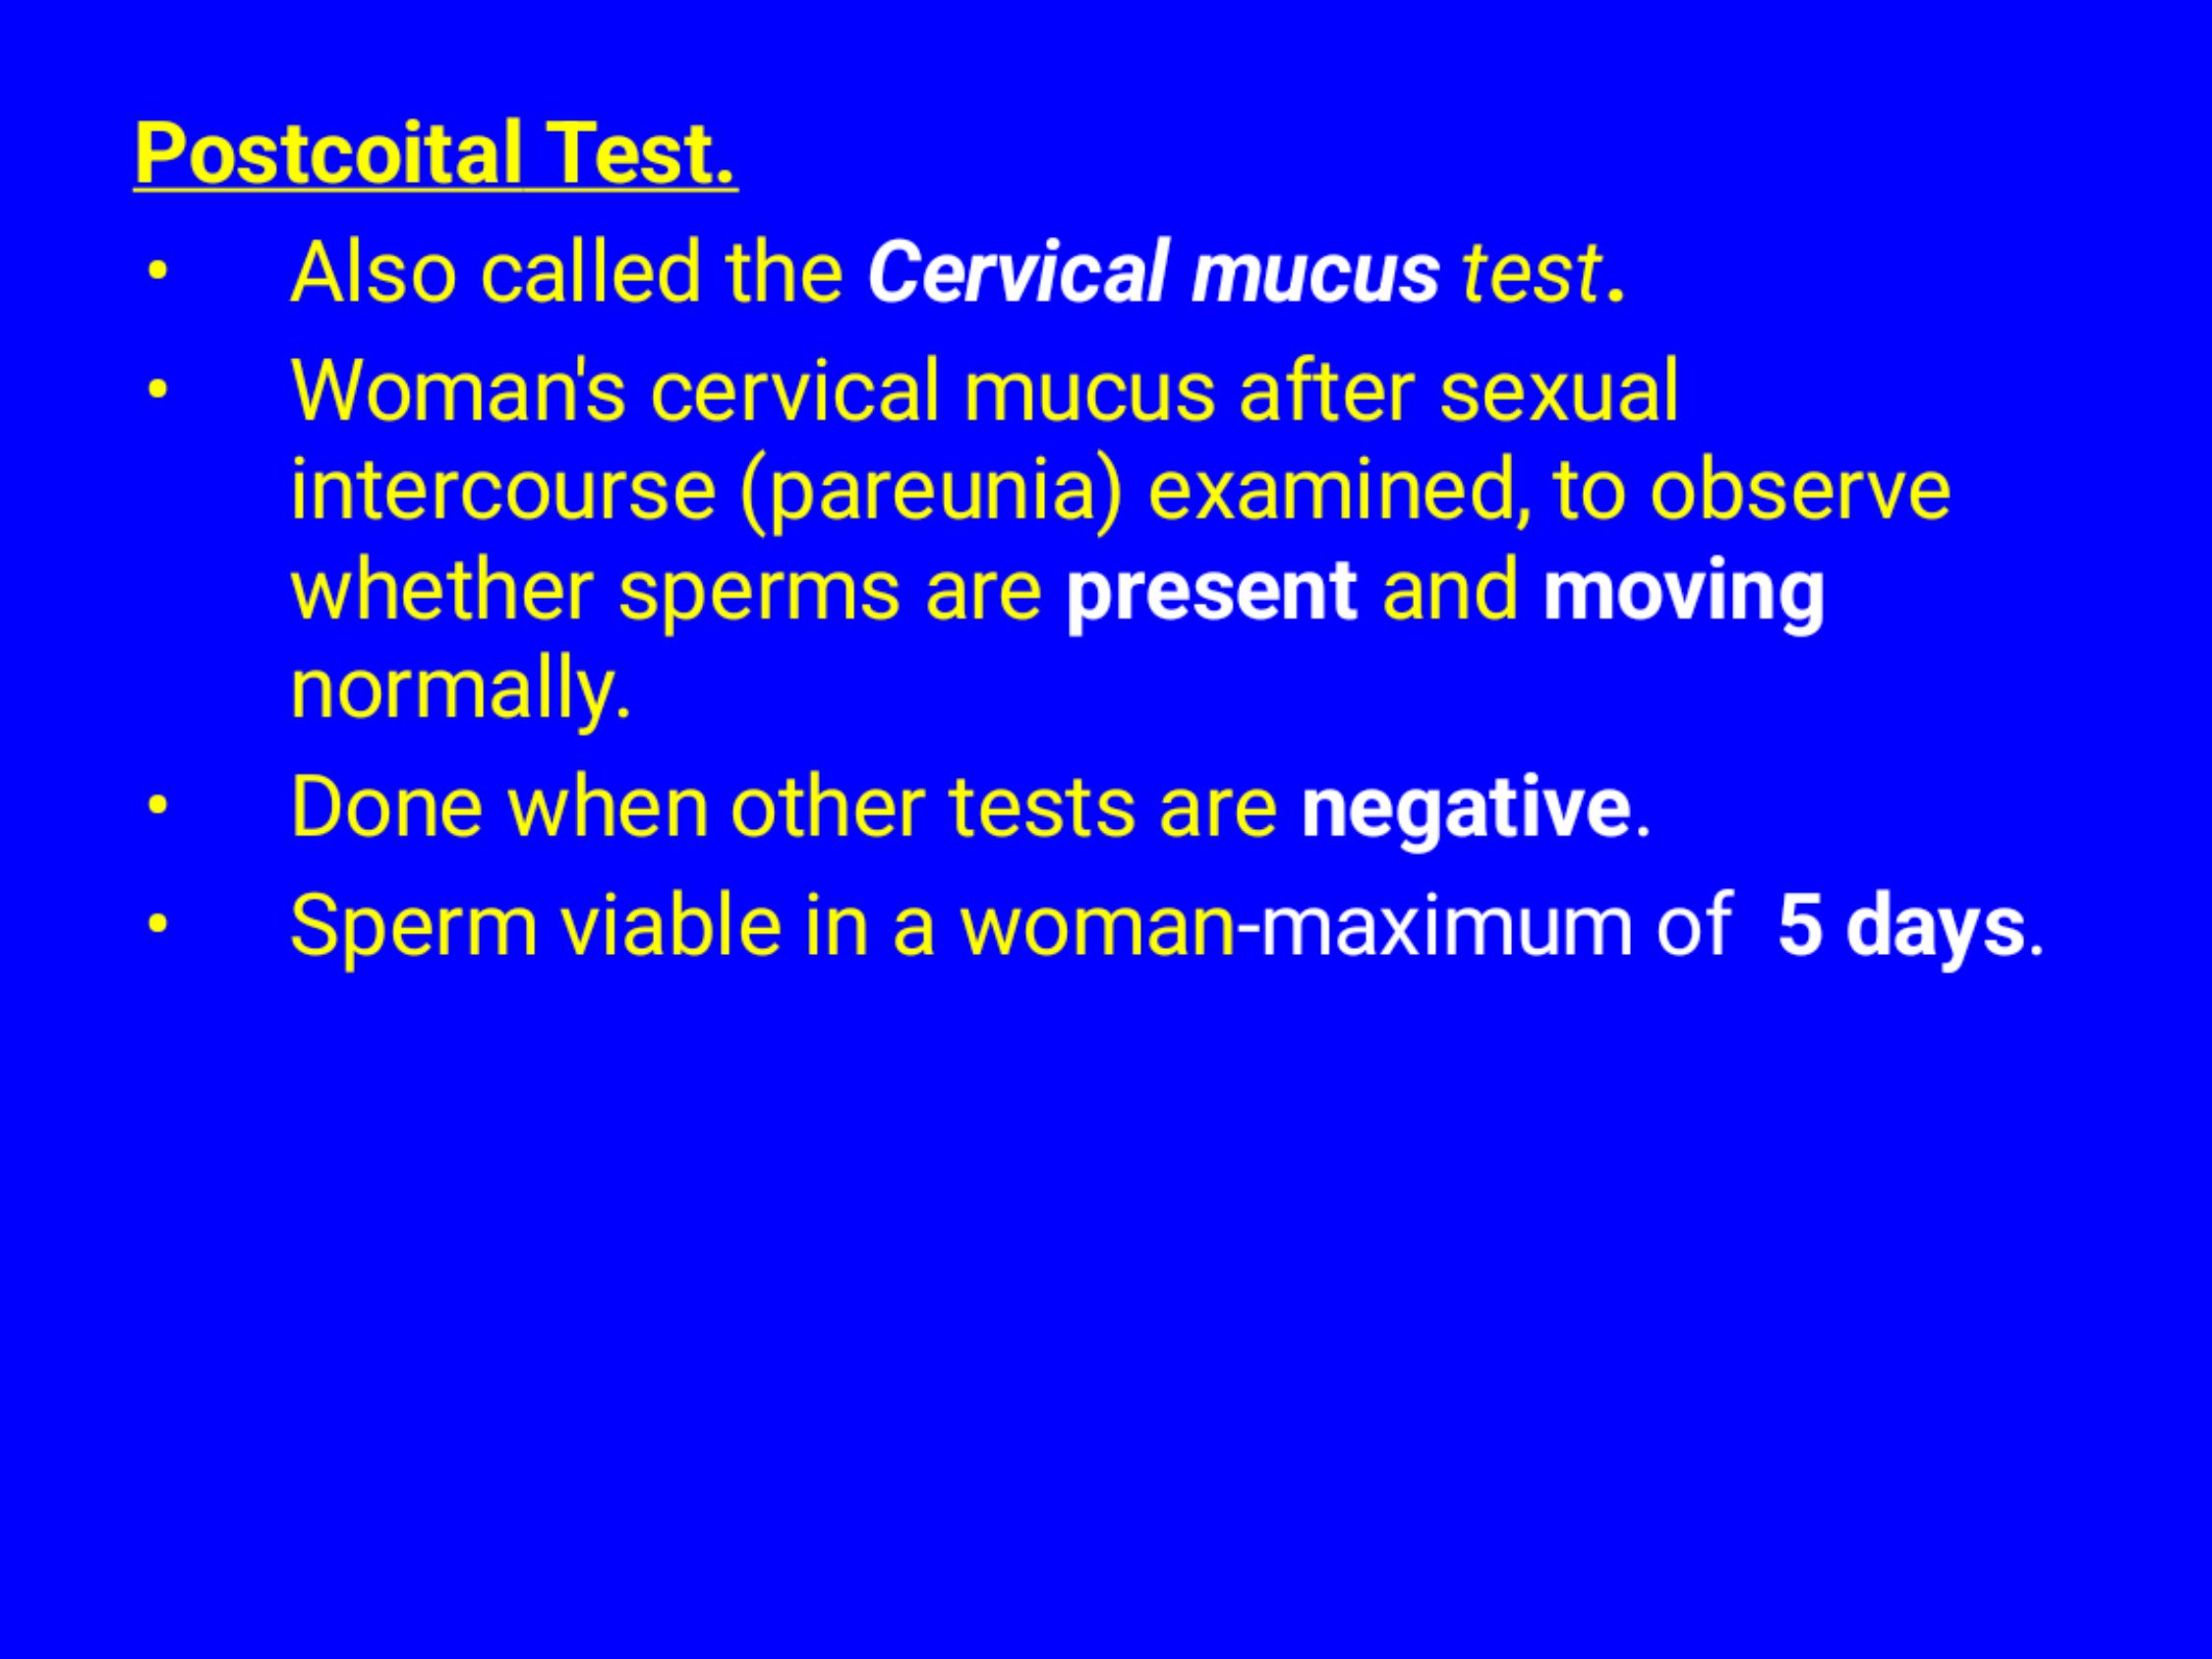 Postcoital Test.
• Also called the Cervical mucus test.
• Woman's cervical mucus after sexual
intercourse (pareunia) examined, to observe
whether sperms are present and moving
normally.
• Done when other tests are negative.
• Sperm viable in a woman-maximum of  5 days.